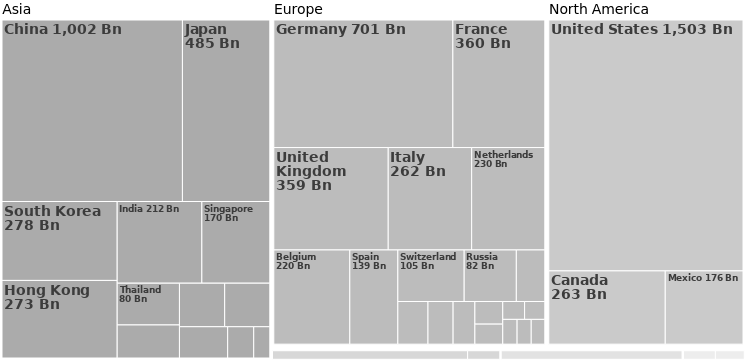 Asia
China 1,002 Bn
Japan
485 Bn
South Korea
278 Bn
India 212 Bn
Singapore
170 Bn
Hong Kong
273 Bn
Thailand
80 Bn
Europe
Germany 701 Bn
France
360 Bn
United
Kingdom
359 Bn
Italy
262 Bn
Netherlands
230 Bn
Belgium
220 Bn
Spain
139 Bn
Switzerland
105 Bn
Russia
82 Bn
North America
United States 1,503 Bn
Canada
263 Bn
Mexico 176 Bn